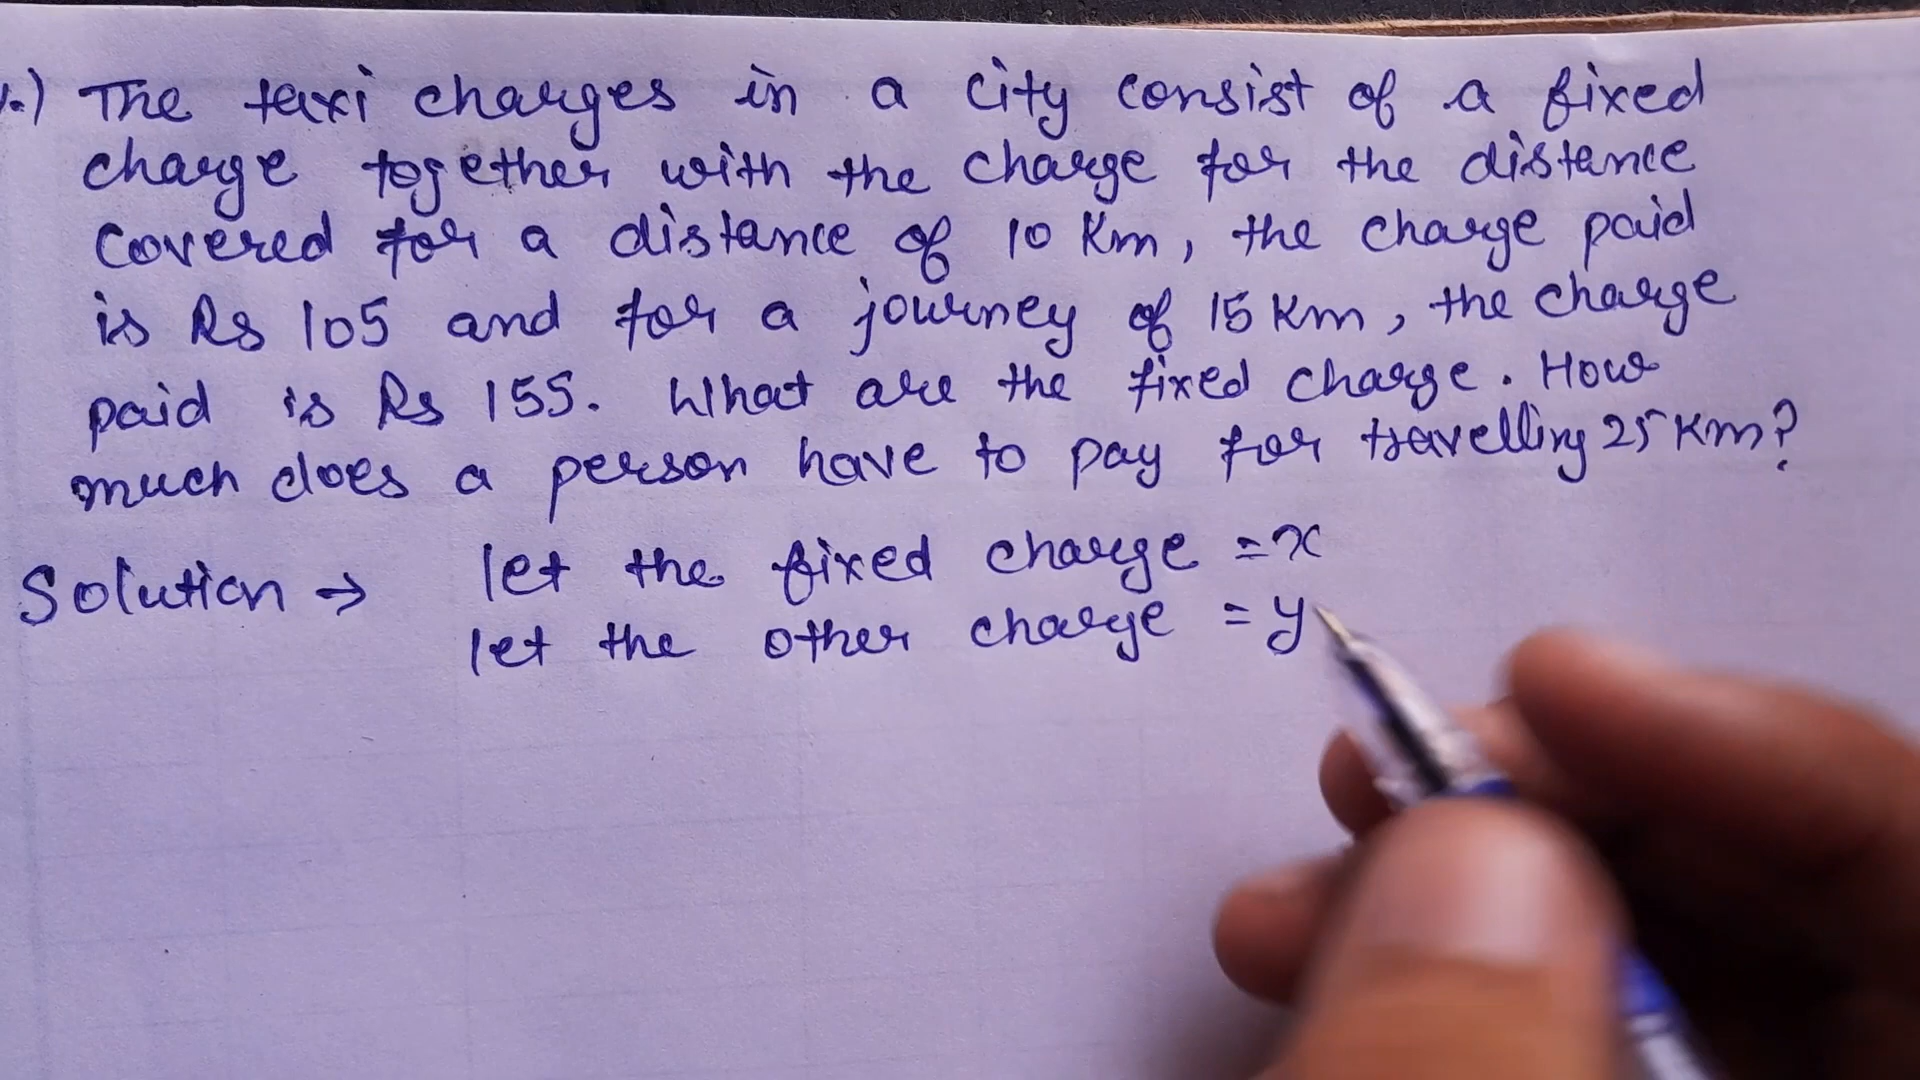 .) The taxi charges in a city consist of a fixed
charge together with the charge for the distance
covered for a distance of 10 Km, the charge paid
is Rs 105 and for a journey of 15 Km, the charge
paid is Rs 155. What are the fixed charge. How
much does a person have to pay for travelling 25 Km?
Solution → let the fixed charge = x
let the other charge = y